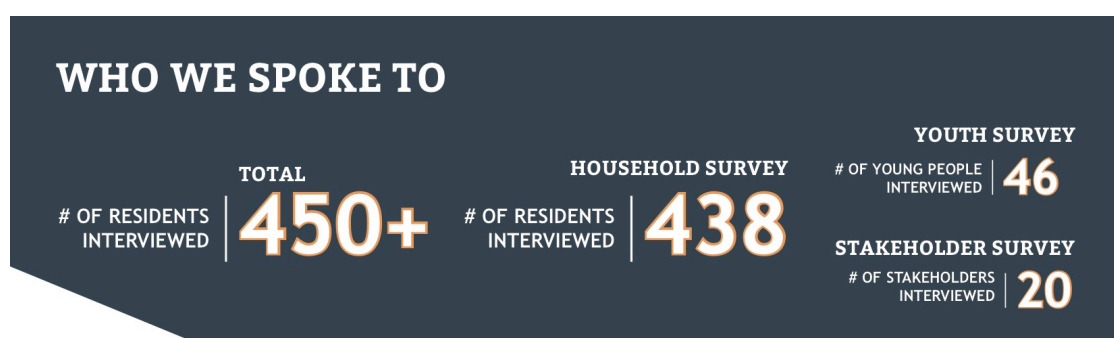 WHO WE SPOKE TO
TOTAL
# OF RESIDENTS
INTERVIEWED
450+
HOUSEHOLD SURVEY
# OF RESIDENTS
INTERVIEWED
438
YOUTH SURVEY
# OF YOUNG PEOPLE
INTERVIEWED
46
STAKEHOLDER SURVEY
# OF STAKEHOLDERS
INTERVIEWED
20